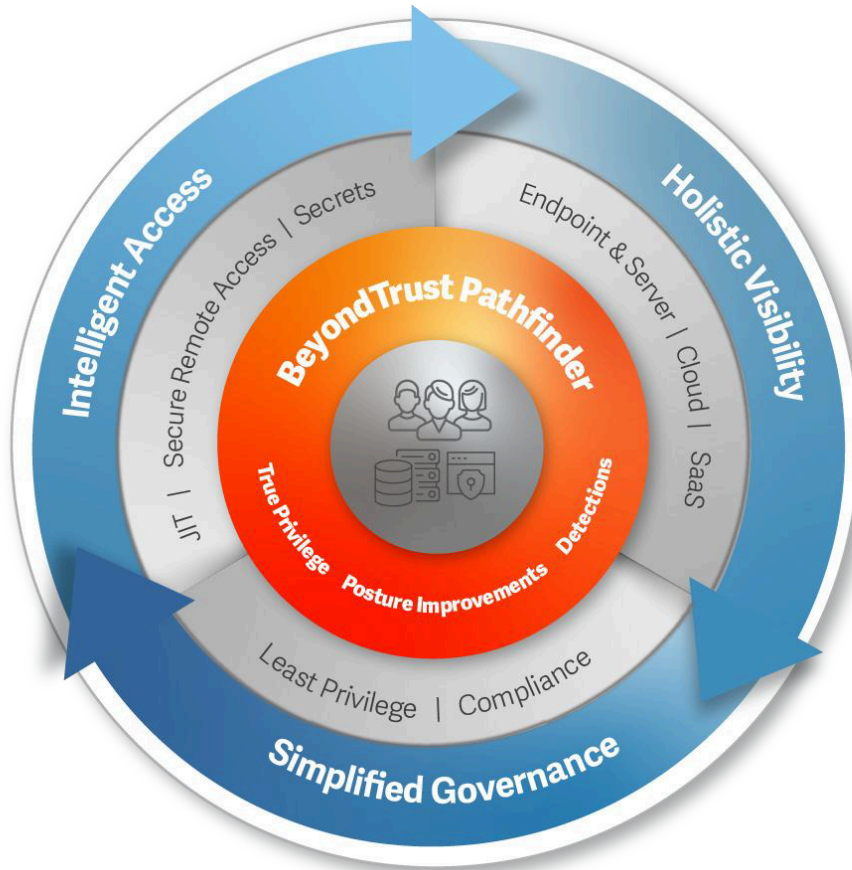 Intelligent Access
Holistic Visibility
Simplified Governance
JIT | Secure Remote Access | Secrets
Endpoint & Server | Cloud | SaaS
Least Privilege | Compliance
BeyondTrust Pathfinder
True Privilege
Posture Improvements
Detections